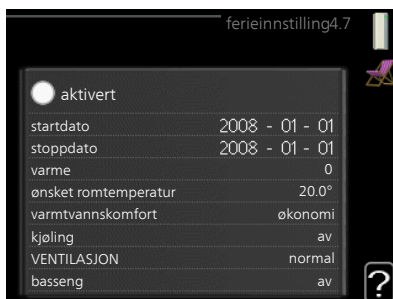 ferieinnstilling4.7
aktivert
startdato 2008 - 01 - 01
stoppdato 2008 - 01 - 01
varme 0
ønsket romtemperatur 20.0°
varmtvannskomfort økonomi
kjøling av
VENTILASJON normal
basseng av
?